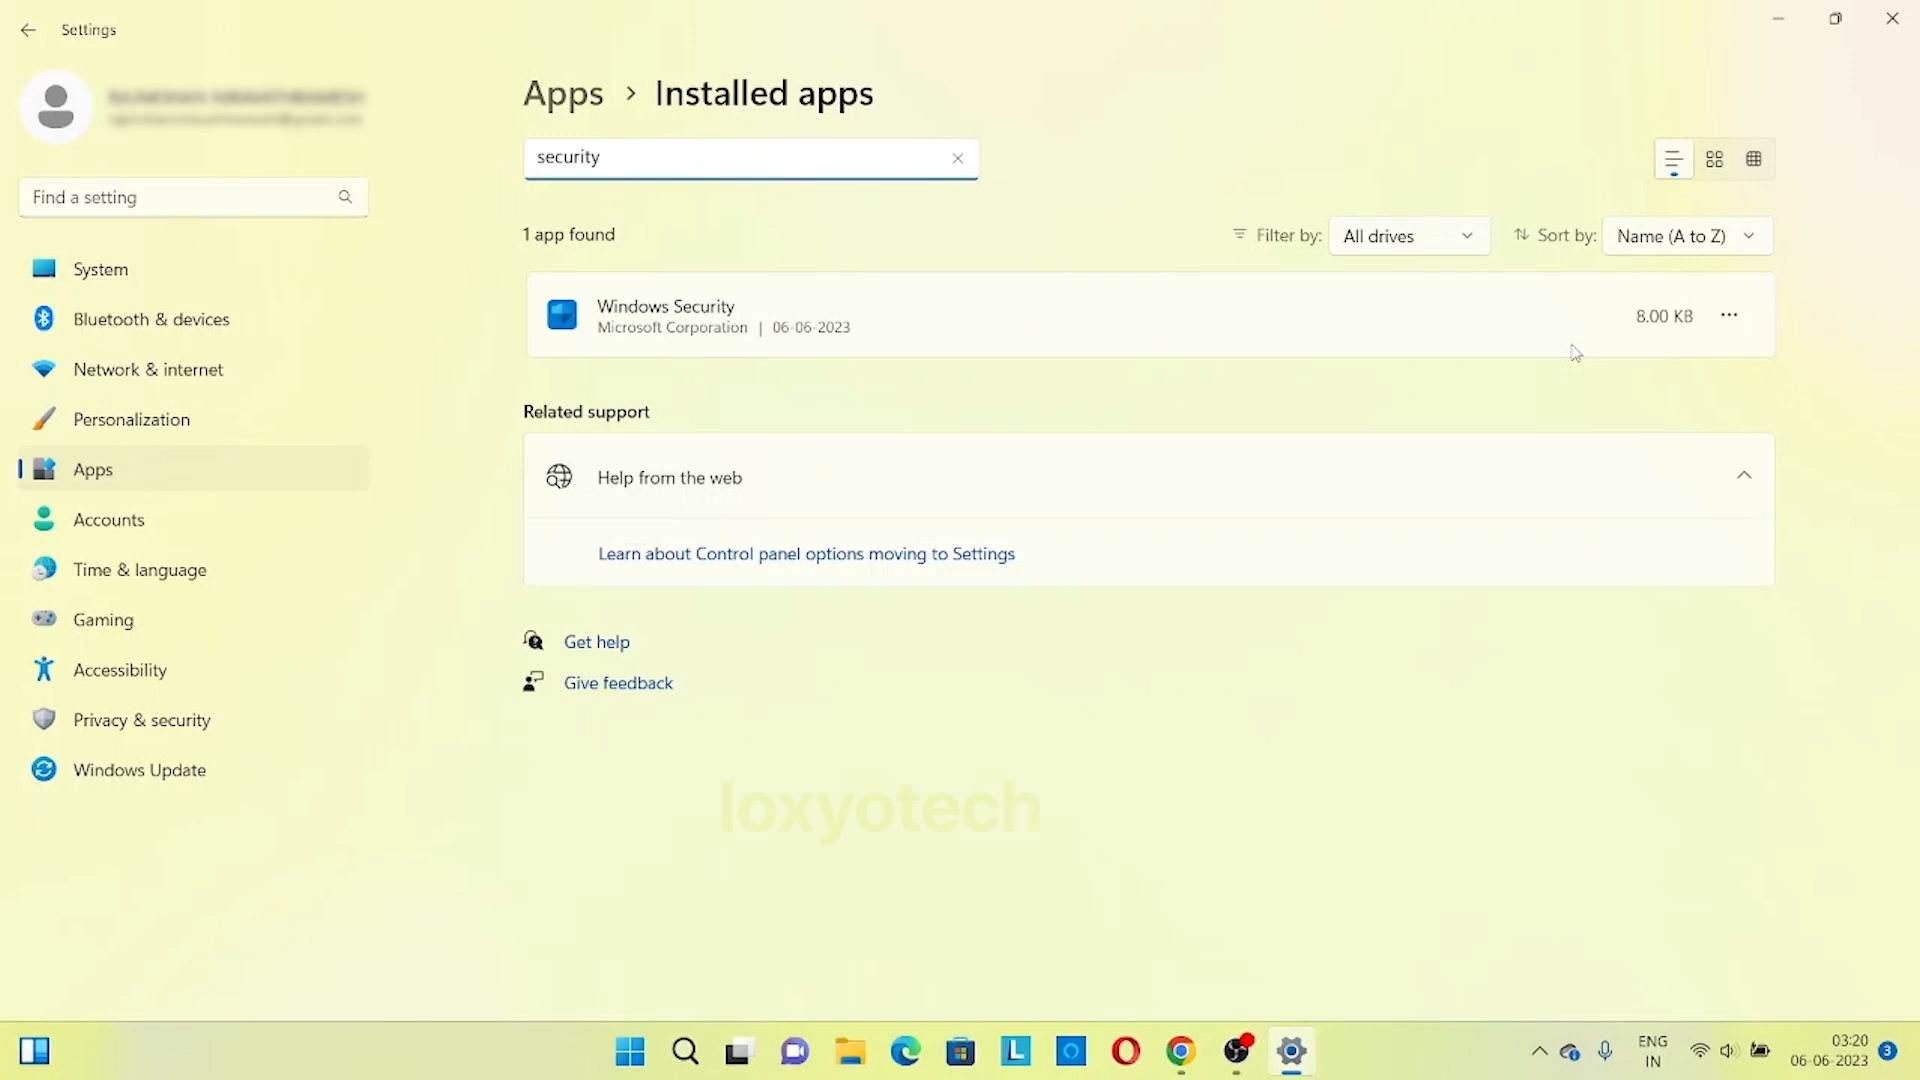 Settings
Find a setting
System
Bluetooth & devices
Network & internet
Personalization
Apps
Accounts
Time & language
Gaming
Accessibility
Privacy & security
Windows Update
Apps > Installed apps
security
1 app found
Filter by: All drives Sort by: Name (A to Z)
Windows Security
Microsoft Corporation | 06-06-2023
8.00 KB
Related support
Help from the web
Learn about Control panel options moving to Settings
Get help
Give feedback
loxyotech
ENG
IN
03:20
06-06-2023
3